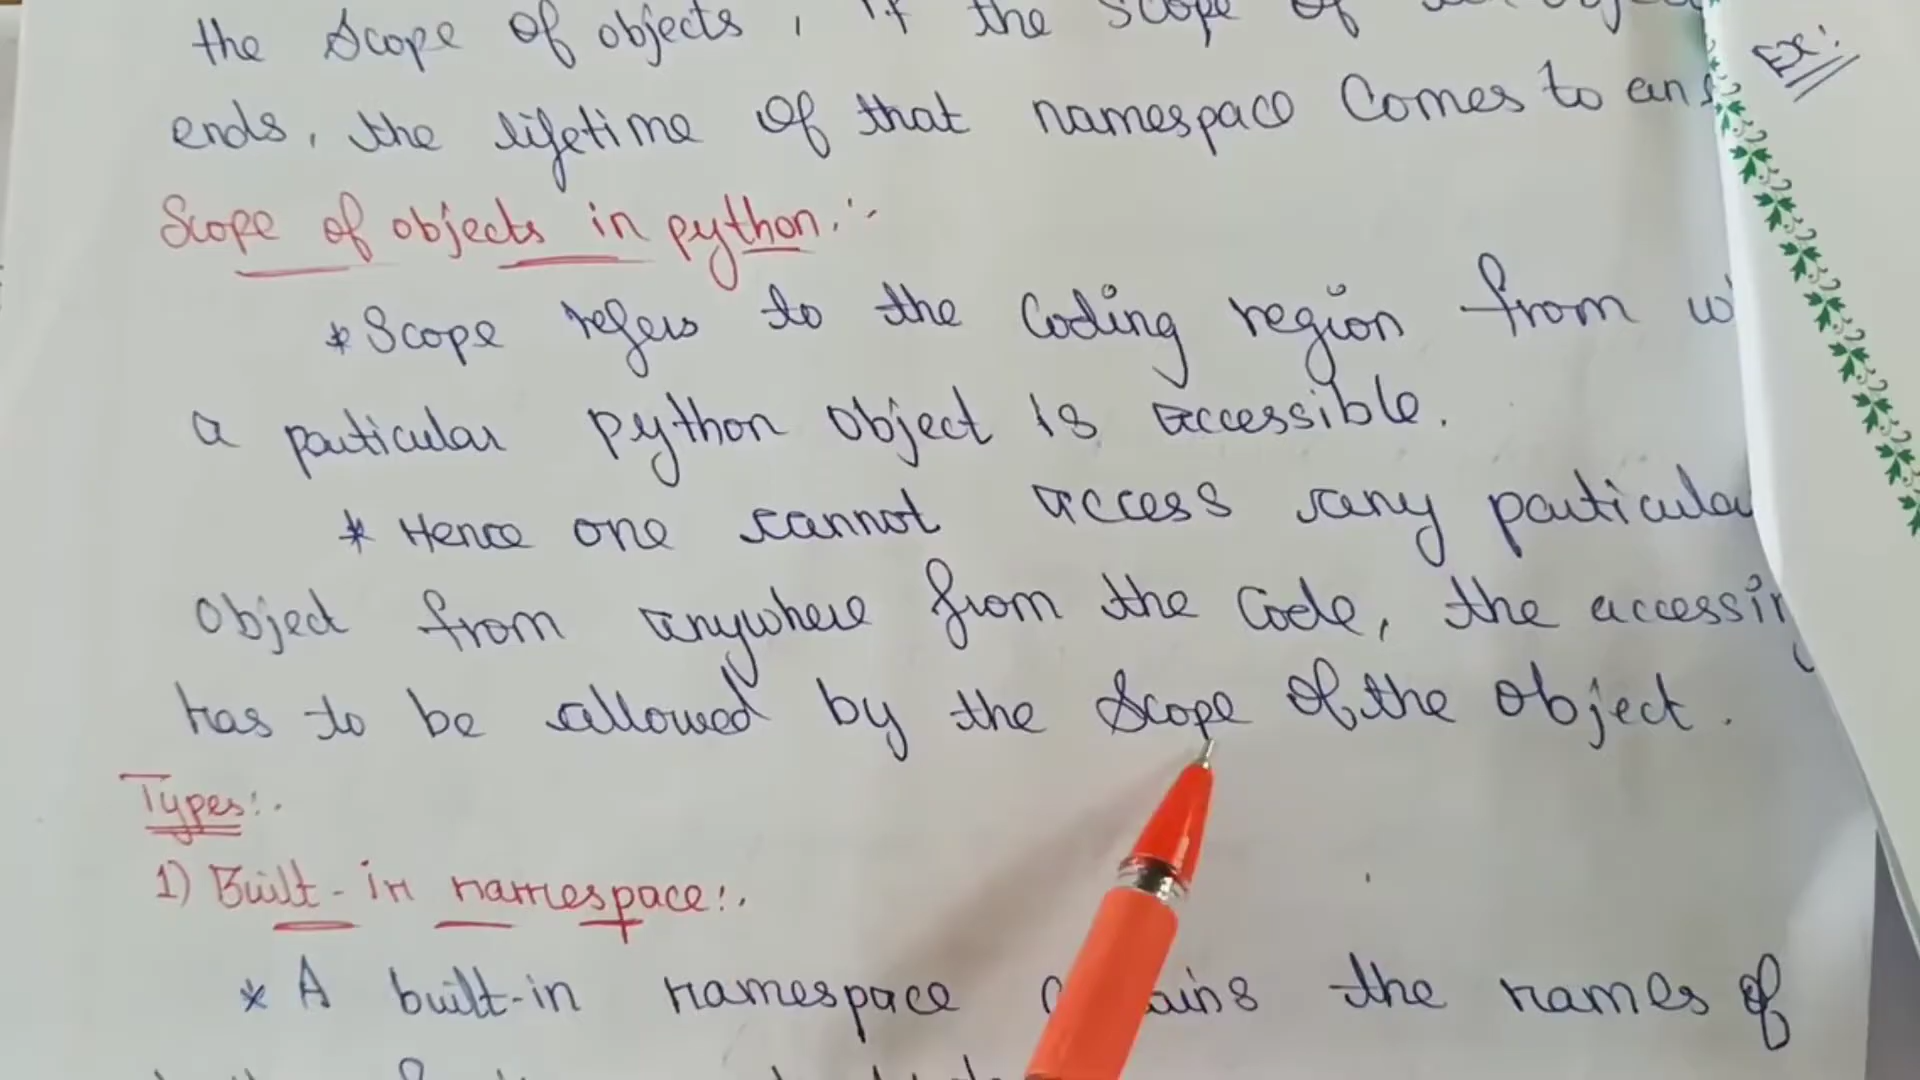 the Scope of objects, If the Scope of
ends, the lifetime of that namespace Comes to an
Ex:
Scope of objects in python:-
* Scope refers to the Coding region from
a particular python object is accessible.
* Hence one cannot access any particular
object from anywhere from the Code, the
has to be allowed by the Scope of the object.
Types:-
1) Built-in namespace:-
* A built-in namespace the names of